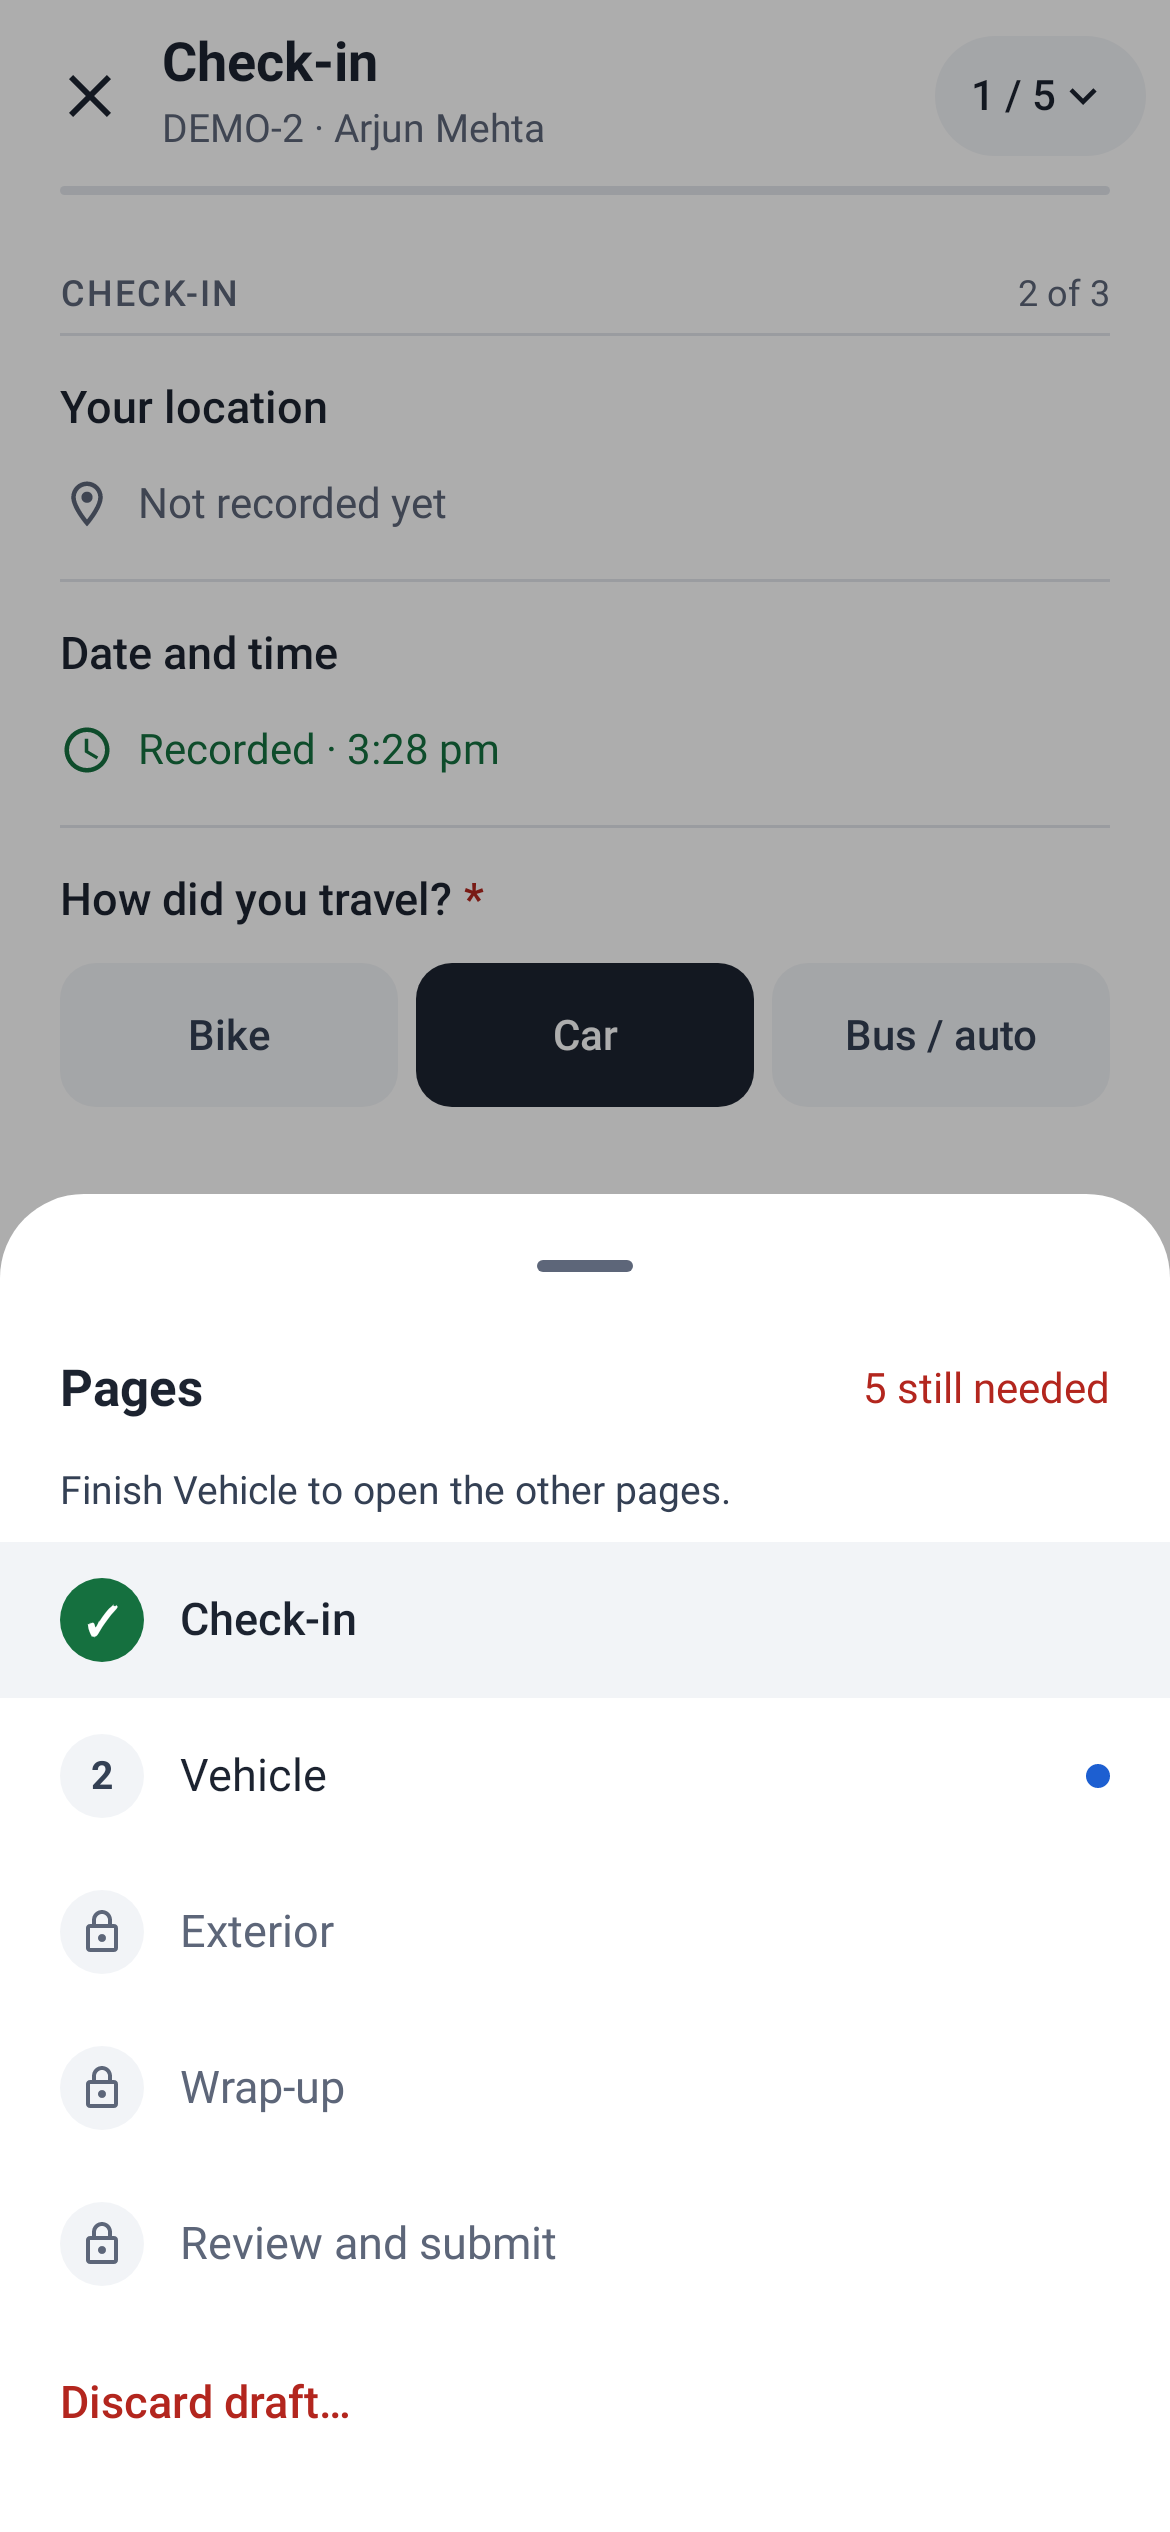 Check-in
DEMO-2 · Arjun Mehta
1 / 5
CHECK-IN
2 of 3
Your location
Not recorded yet
Date and time
Recorded · 3:28 pm
How did you travel? *
Bike
Car
Bus / auto
Pages
5 still needed
Finish Vehicle to open the other pages.
Check-in
2
Vehicle
Exterior
Wrap-up
Review and submit
Discard draft...